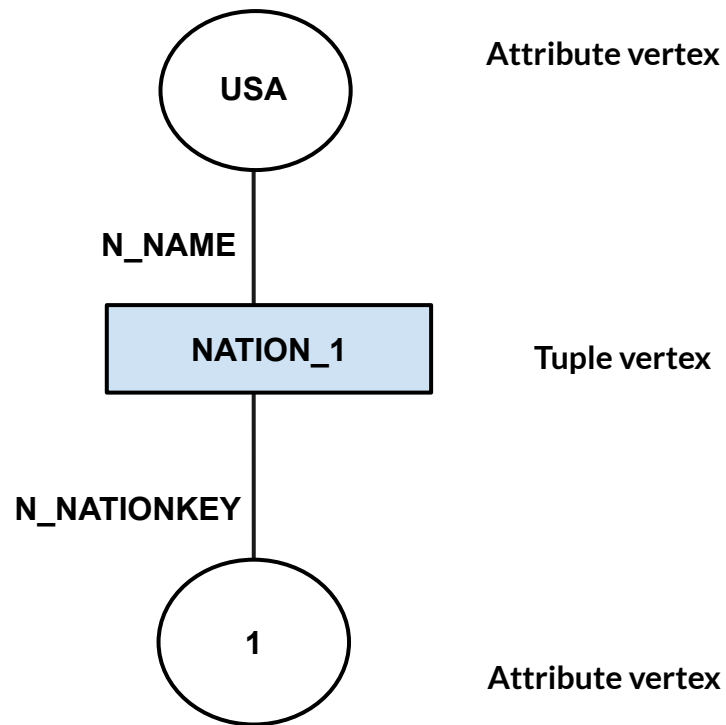 USA
Attribute vertex
N_NAME
NATION_1
Tuple vertex
N_NATIONKEY
1
Attribute vertex